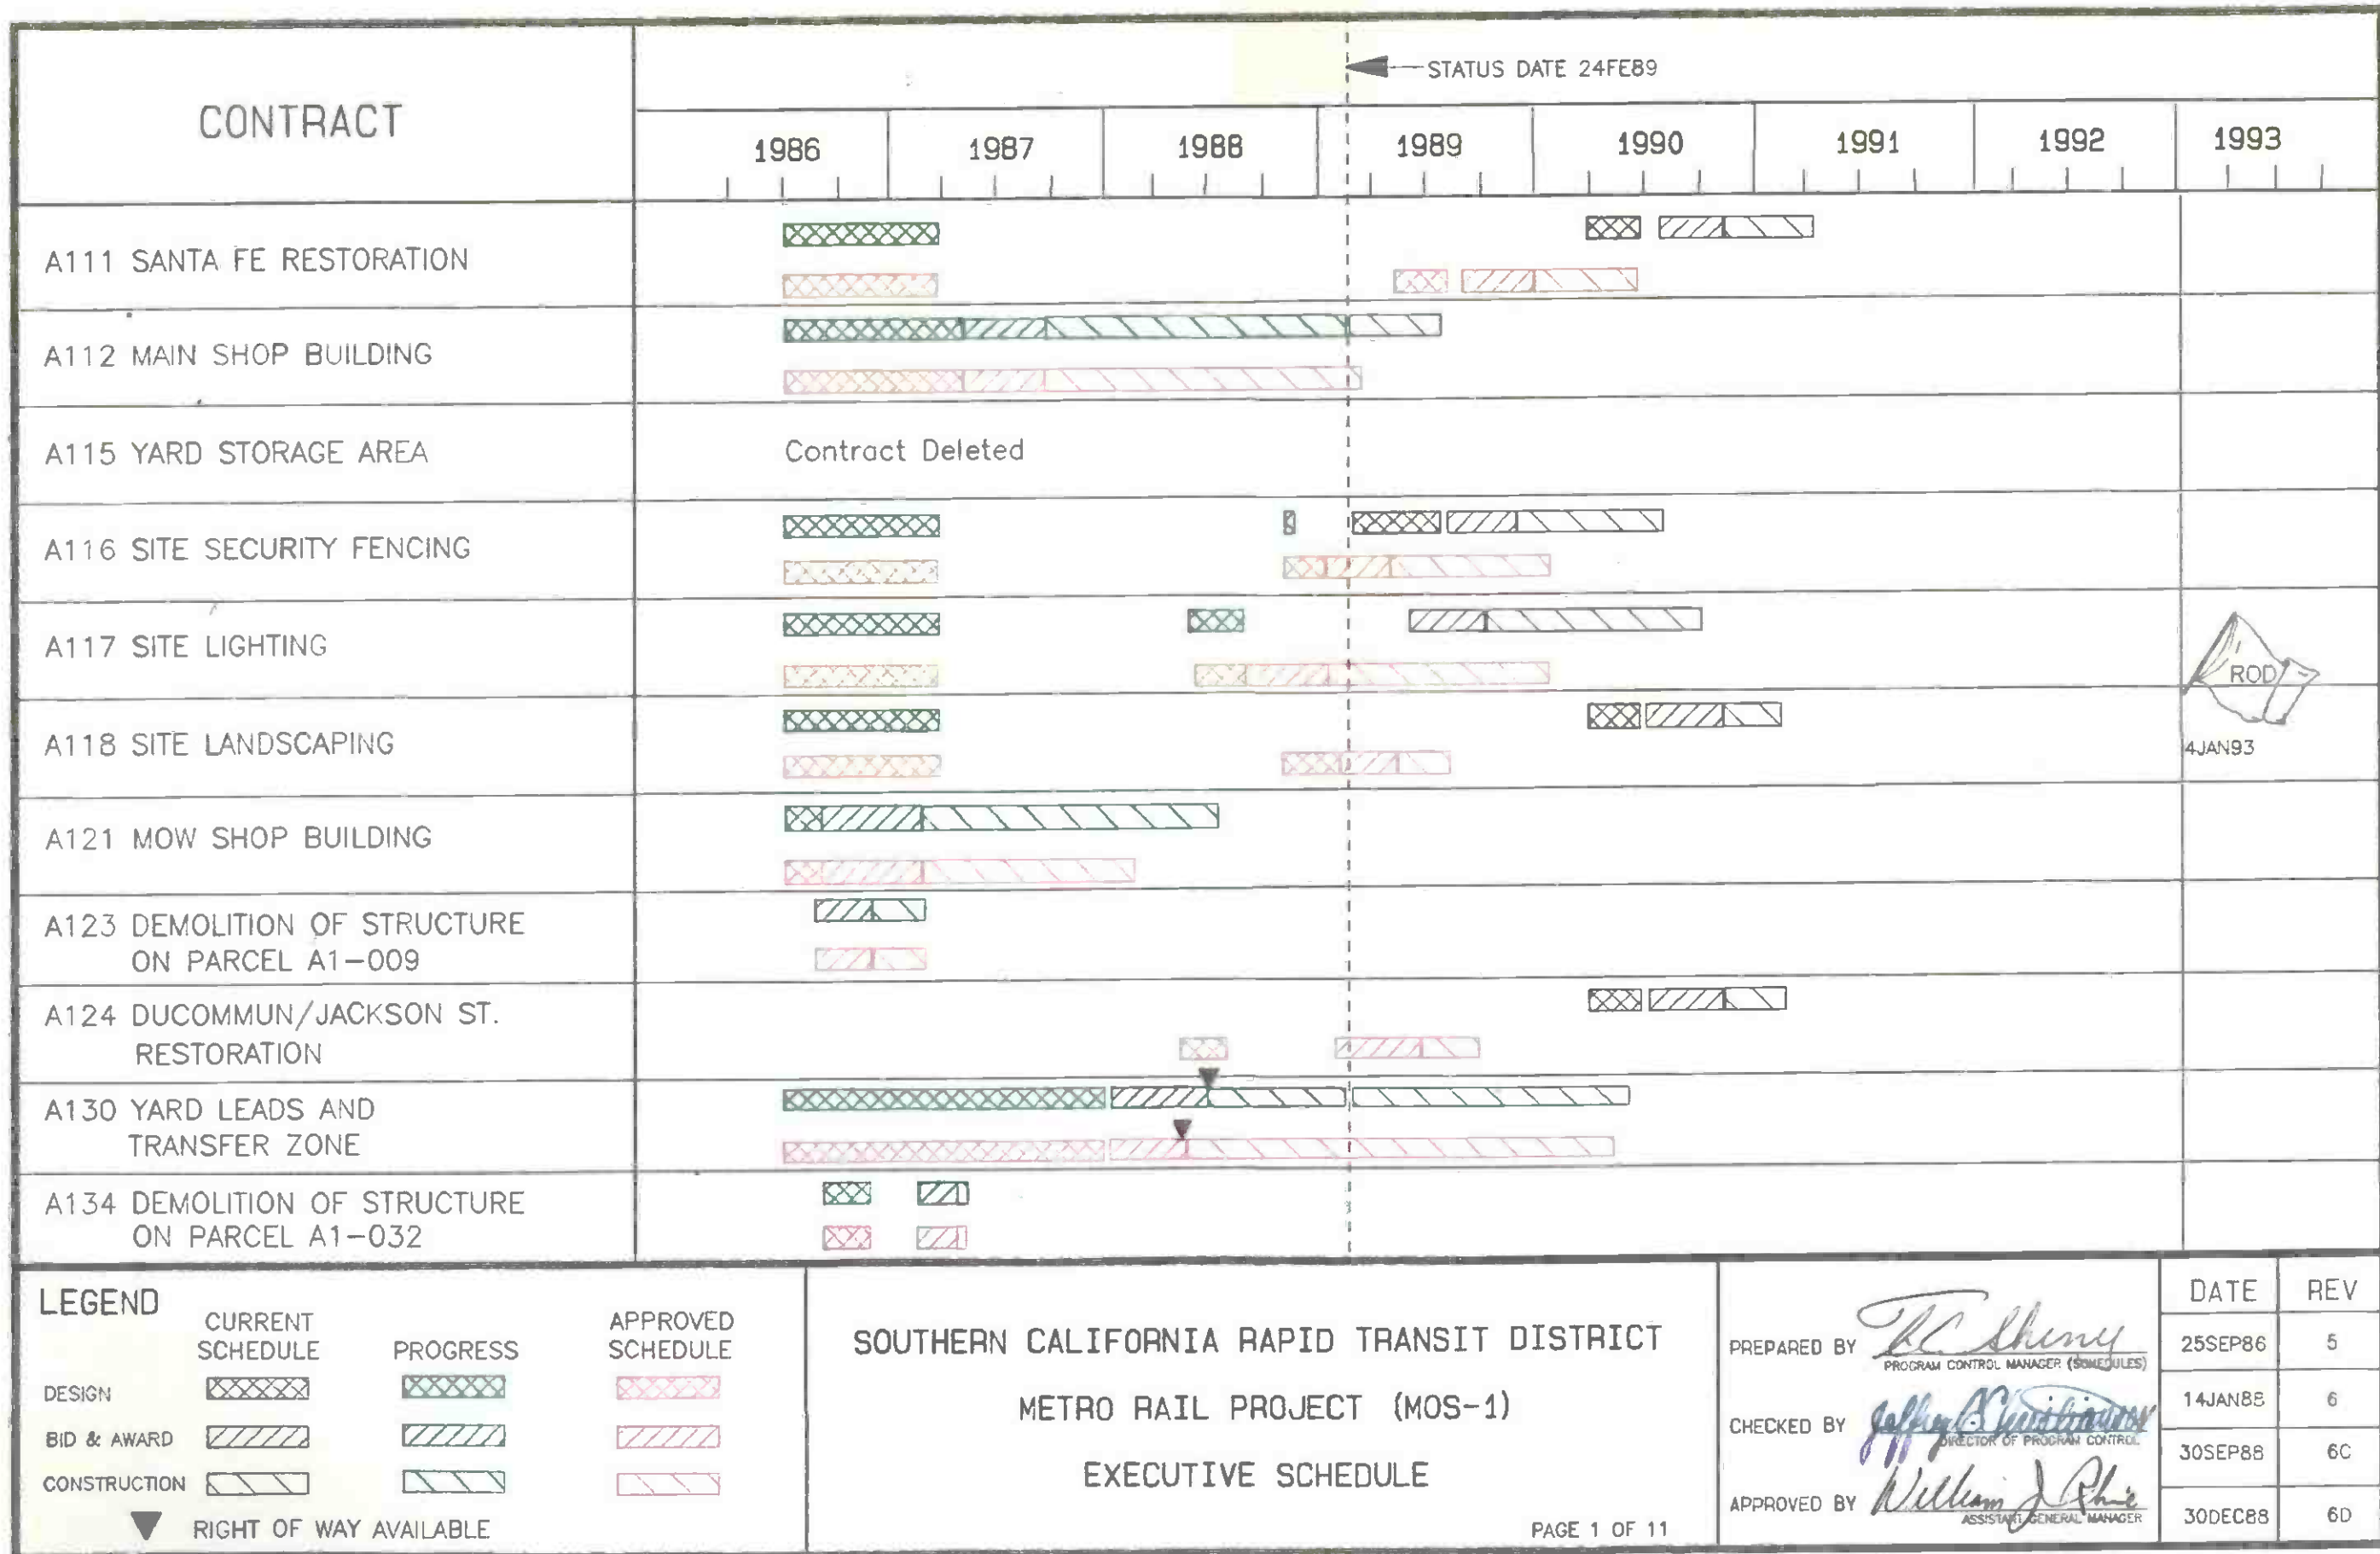 STATUS DATE 24FE89
CONTRACT
1986 1987 1988 1989 1990 1991 1992 1993
A111 SANTA FE RESTORATION
A112 MAIN SHOP BUILDING
A115 YARD STORAGE AREA
Contract Deleted
A116 SITE SECURITY FENCING
A117 SITE LIGHTING
ROD
A118 SITE LANDSCAPING
4JAN93
A121 MOW SHOP BUILDING
A123 DEMOLITION OF STRUCTURE
ON PARCEL A1-009
A124 DUCOMMUN/JACKSON ST.
RESTORATION
A130 YARD LEADS AND
TRANSFER ZONE
A134 DEMOLITION OF STRUCTURE
ON PARCEL A1-032
LEGEND
CURRENT
SCHEDULE
PROGRESS
APPROVED
SCHEDULE
DESIGN
BID & AWARD
CONSTRUCTION
RIGHT OF WAY AVAILABLE
SOUTHERN CALIFORNIA RAPID TRANSIT DISTRICT
METRO RAIL PROJECT (MOS-1)
EXECUTIVE SCHEDULE
PAGE 1 OF 11
PREPARED BY
PROGRAM CONTROL MANAGER (SCHEDULES)
CHECKED BY
DIRECTOR OF PROGRAM CONTROL
APPROVED BY
ASSISTANT GENERAL MANAGER
DATE REV
25SEP86 5
14JAN88 6
30SEP88 6C
30DEC88 6D